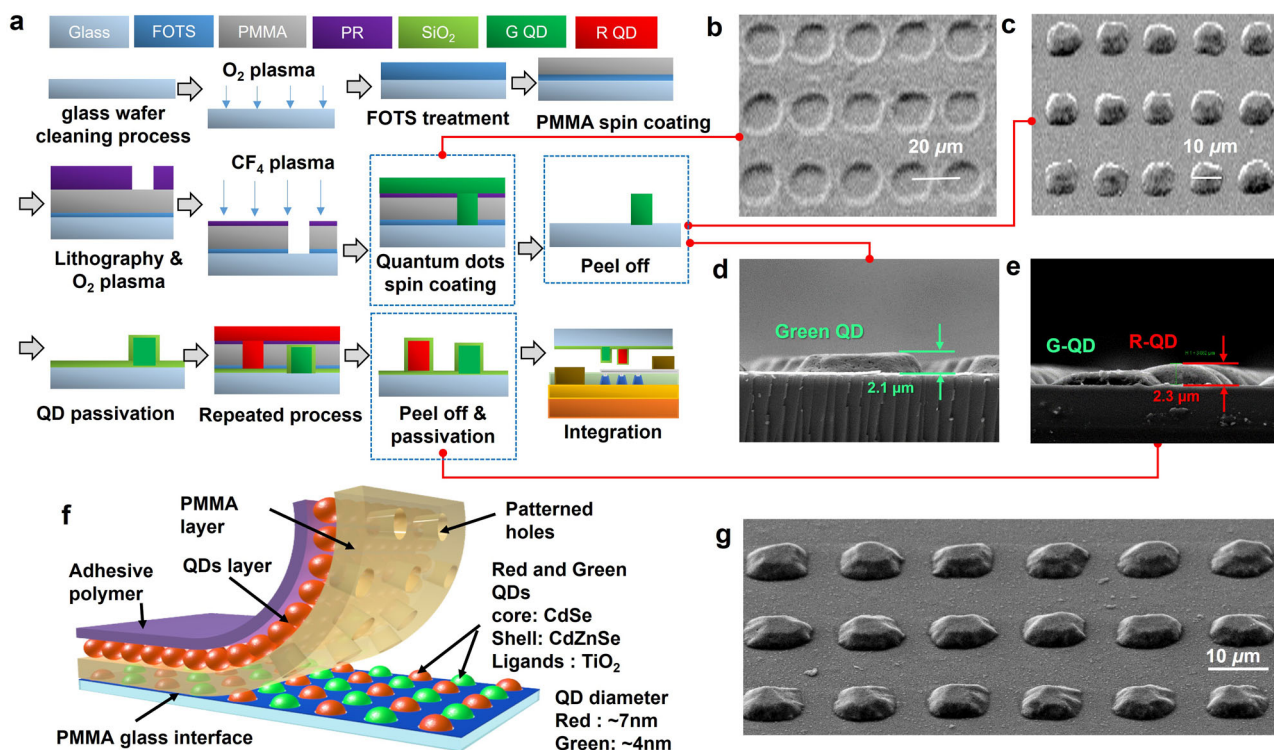 a
Glass
FOTS
PMMA
PR
SiO₂
G QD
R QD
glass wafer
cleaning process
O₂ plasma
FOTS treatment
PMMA spin coating
Lithography &
O₂ plasma
CF₄ plasma
Quantum dots
spin coating
Peel off
QD passivation
Repeated process
Peel off &
passivation
Integration
b
20 µm
c
10 µm
d
Green QD
2.1 µm
e
G-QD
R-QD
2.3 µm
f
PMMA
layer
QDs layer
Adhesive
polymer
PMMA glass interface
Patterned
holes
Red and Green
QDs
core: CdSe
Shell: CdZnSe
Ligands : TiO₂
QD diameter
Red : ~7nm
Green: ~4nm
g
10 µm